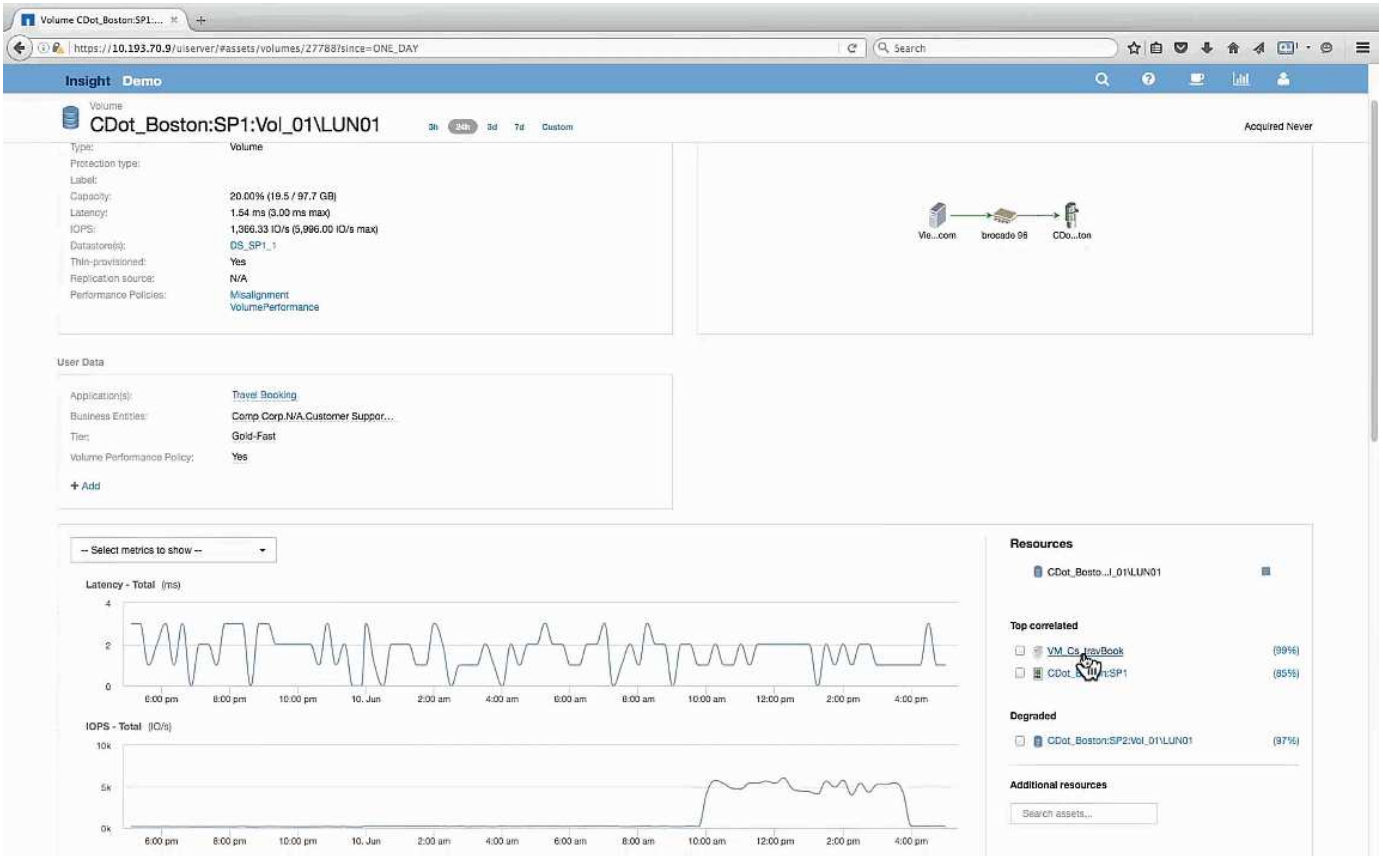 Volume CDot_Boston:SP1:...
https://10.193.70.9/uiserver/#assets/volumes/27788?since=ONE_DAY
Search
Insight Demo
Volume
CDot_Boston:SP1:Vol_01\LUN01
3h 24h 3d 7d Custom
Acquired Never
Type: Volume
Protection type:
Label:
Capacity: 20.00% (19.5 / 97.7 GB)
Latency: 1.54 ms (3.00 ms max)
IOPS: 1,366.33 IO/s (5,996.00 IO/s max)
Datastore(s): DS_SP1_1
Thin-provisioned: Yes
Replication source: N/A
Performance Policies: Misalignment
VolumePerformance
Vie...com brocade 96 CDo...ton
User Data
Application(s): Travel Booking
Business Entities: Comp Corp.N/A.Customer Suppor...
Tier: Gold-Fast
Volume Performance Policy: Yes
+ Add
-- Select metrics to show --
Latency - Total (ms)
4
2
0
6:00 pm 8:00 pm 10:00 pm 10. Jun 2:00 am 4:00 am 6:00 am 8:00 am 10:00 am 12:00 pm 2:00 pm 4:00 pm
IOPS - Total (IO/s)
10k
5k
0k
6:00 pm 8:00 pm 10:00 pm 10. Jun 2:00 am 4:00 am 6:00 am 8:00 am 10:00 am 12:00 pm 2:00 pm 4:00 pm
Resources
CDot_Bosto...l_01\LUN01
Top correlated
VM_Cs_travBook (99%)
CDot_Boston:SP1 (85%)
Degraded
CDot_Boston:SP2:Vol_01\LUN01 (97%)
Additional resources
Search assets...